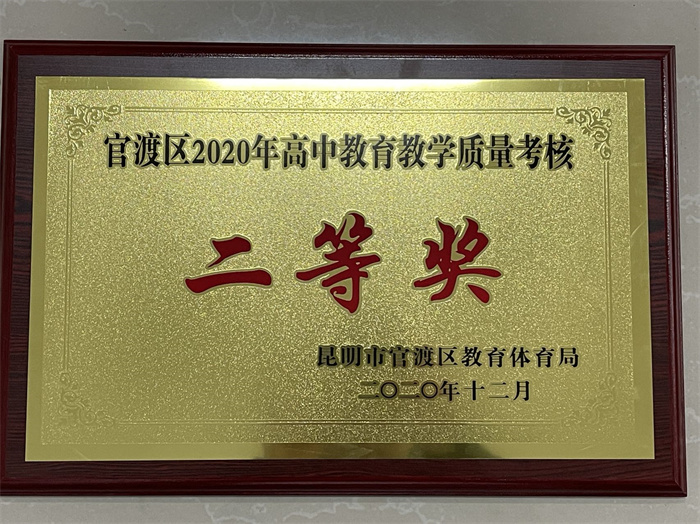 官渡区2020年高中教育教学质量考核
二等奖
昆明市官渡区教育体育局
二〇二〇年十二月